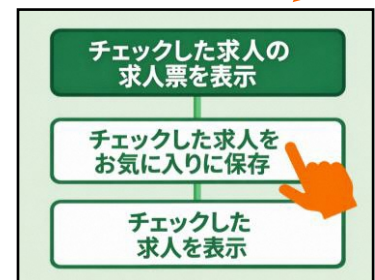 チェックした求人の
求人票を表示
チェックした求人を
お気に入りに保存
チェックした
求人を表示